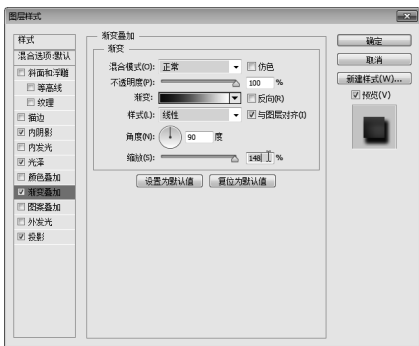 图层样式
样式
混合选项:默认
斜面和浮雕
等高线
纹理
描边
内阴影
内发光
光泽
颜色叠加
渐变叠加
图案叠加
外发光
投影
渐变叠加
渐变
混合模式(O): 正常 仿色
不透明度(P): 100 %
渐变: 反向(R)
样式(L): 线性 与图层对齐(I)
角度(N): 90 度
缩放(S): 148 %
设置为默认值 复位为默认值
确定
取消
新建样式(W)...
预览(V)